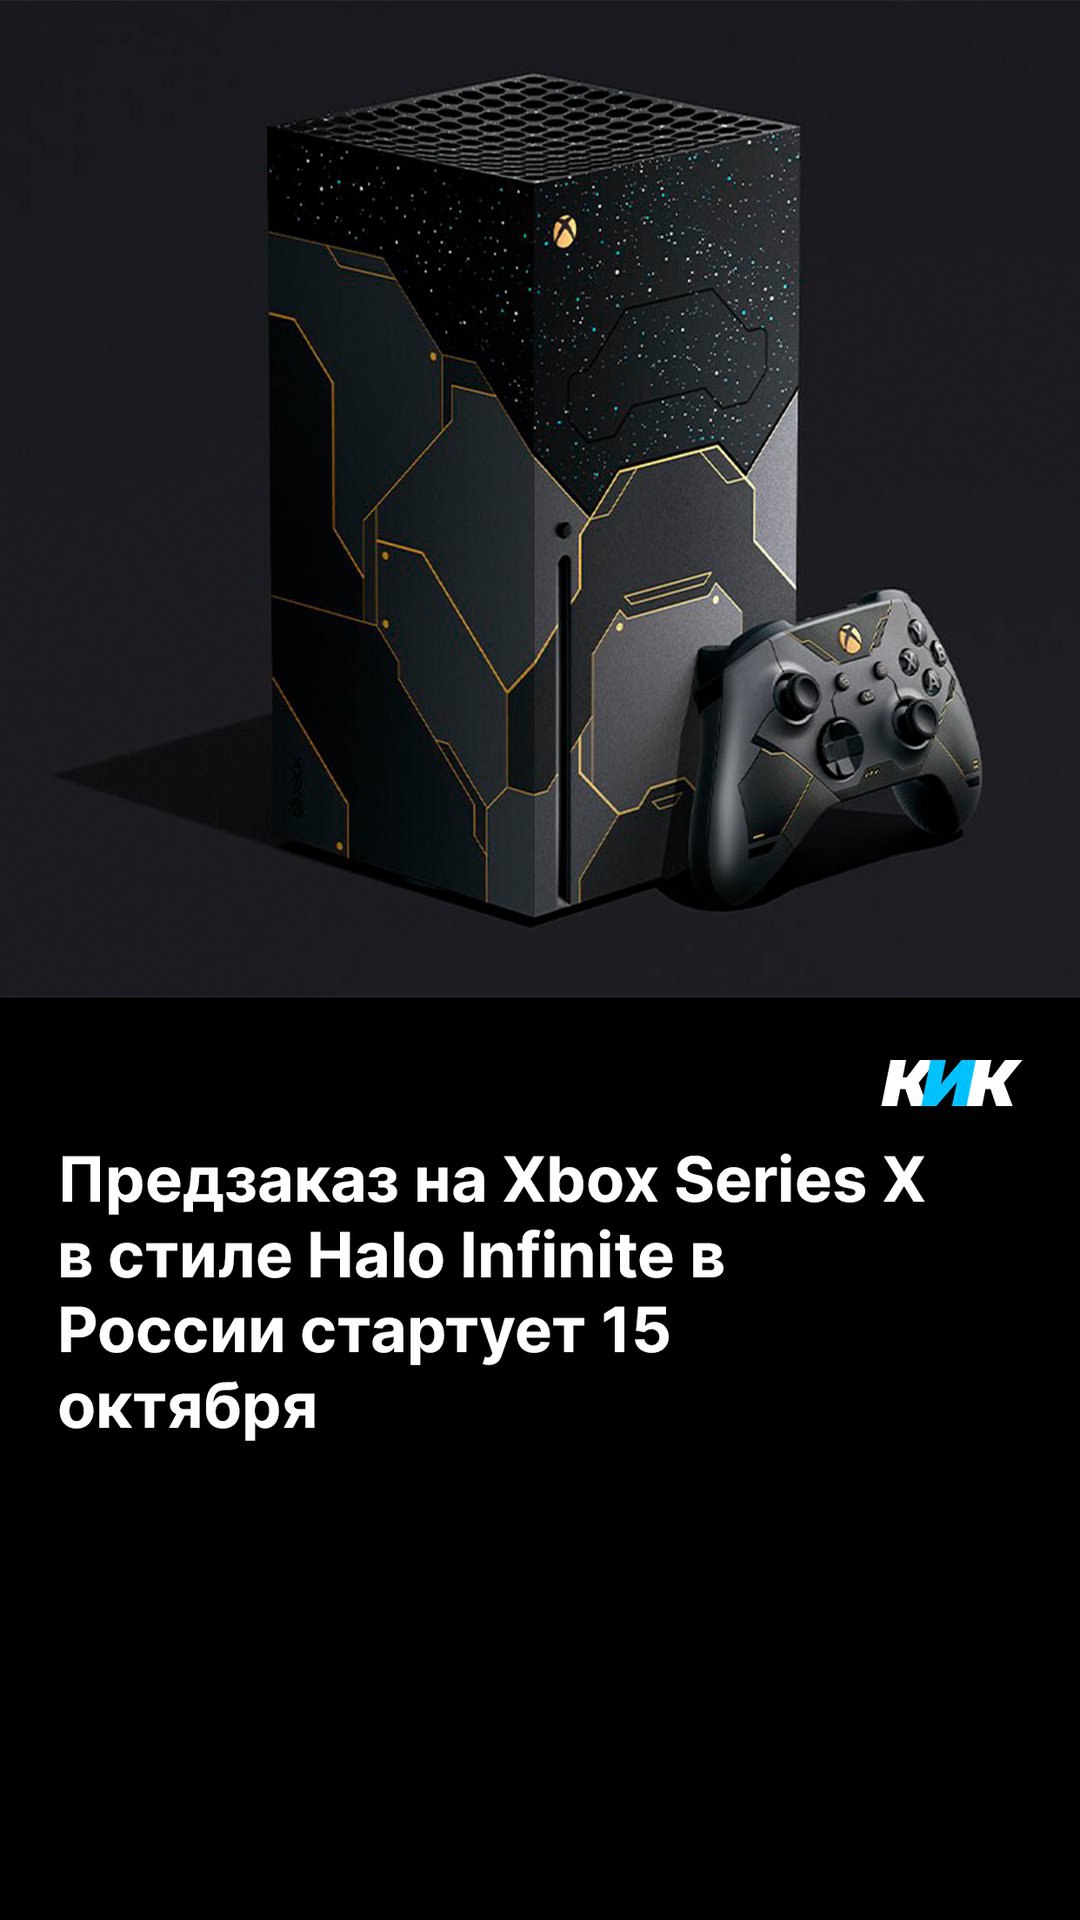 КИК
Предзаказ на Xbox Series X
в стиле Halo Infinite в
России стартует 15
октября